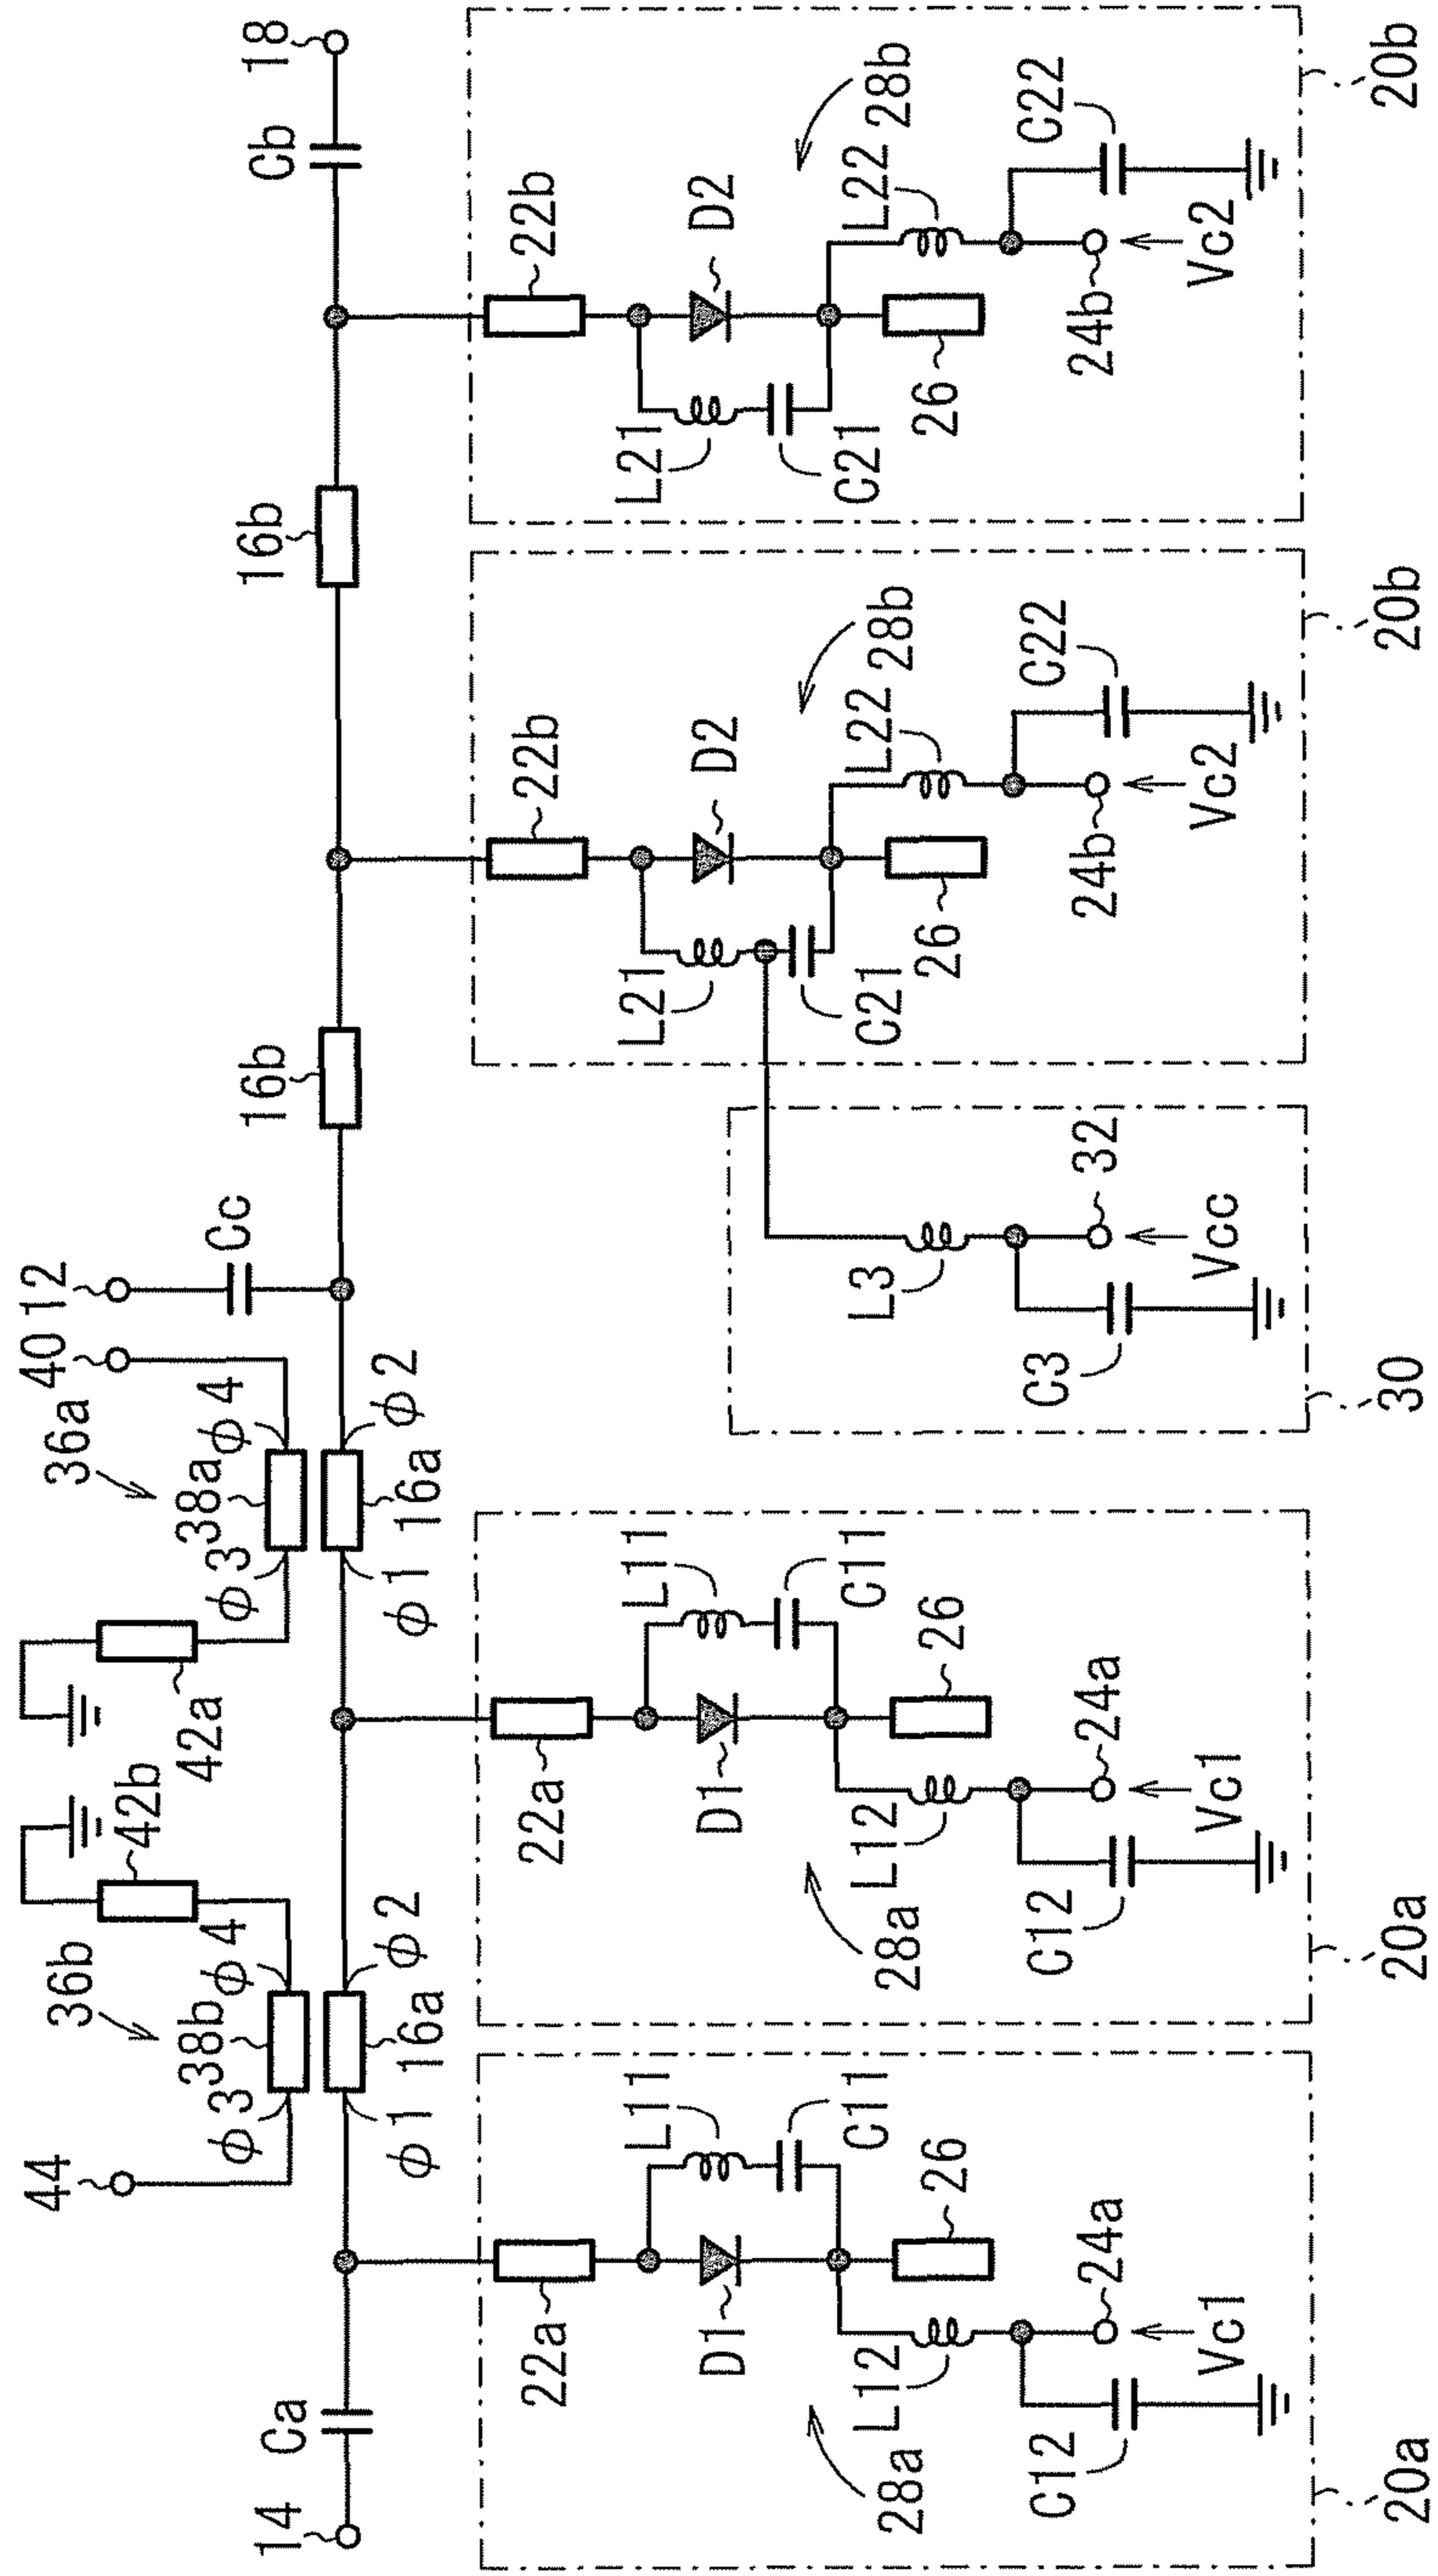 12
40
36a
Cc
38a
φ4
φ3
φ1
φ2
16a
42a
42b
36b
38b
φ4
φ3
φ1
φ2
16a
44
Ca
14
16b
16b
Cb
18
20a
22a
D1
L11
C11
26
L12
28a
C12
24a
Vc1
20a
22a
D1
L11
C11
26
L12
28a
C12
24a
Vc1
30
L3
C3
32
Vcc
20b
22b
D2
L21
C21
26
L22
28b
C22
24b
Vc2
20b
22b
D2
L21
C21
26
L22
28b
C22
24b
Vc2